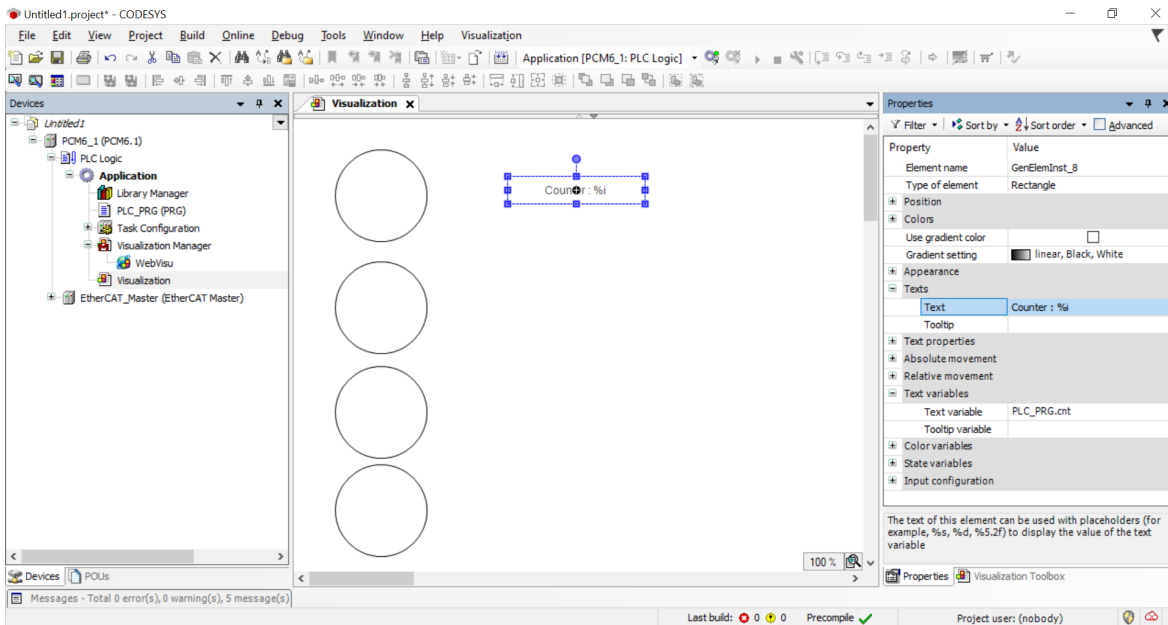 Untitled1.project* - CODESYS
File Edit View Project Build Online Debug Tools Window Help Visualization
Application [PCM6_1: PLC Logic]
Devices
Untitled1
PCM6_1 (PCM6.1)
PLC Logic
Application
Library Manager
PLC_PRG (PRG)
Task Configuration
Visualization Manager
WebVisu
Visualization
EtherCAT_Master (EtherCAT Master)
Devices POUs
Visualization
Counter : %i
100 %
Properties
Filter Sort by Sort order Advanced
Property Value
Element name GenElemInst_8
Type of element Rectangle
Position
Colors
Use gradient color
Gradient setting linear, Black, White
Appearance
Texts
Text Counter : %i
Tooltip
Text properties
Absolute movement
Relative movement
Text variables
Text variable PLC_PRG.cnt
Tooltip variable
Color variables
State variables
Input configuration
The text of this element can be used with placeholders (for
example, %s, %d, %5.2f) to display the value of the text
variable
Properties Visualization Toolbox
Messages - Total 0 error(s), 0 warning(s), 5 message(s)
Last build: 0 0 Precompile Project user: (nobody)